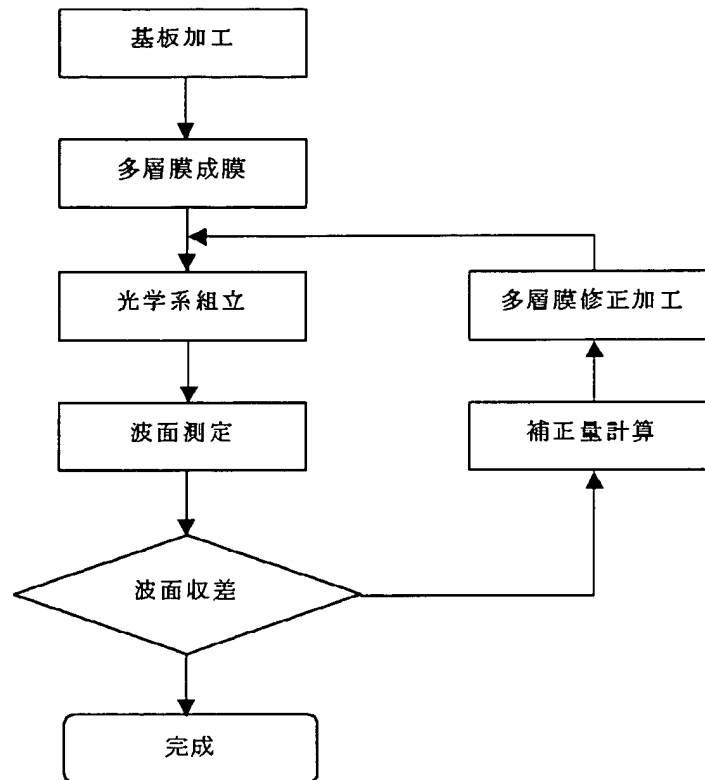 基板加工
多層膜成膜
光学系組立
多層膜修正加工
波面測定
補正量計算
波面収差
完成